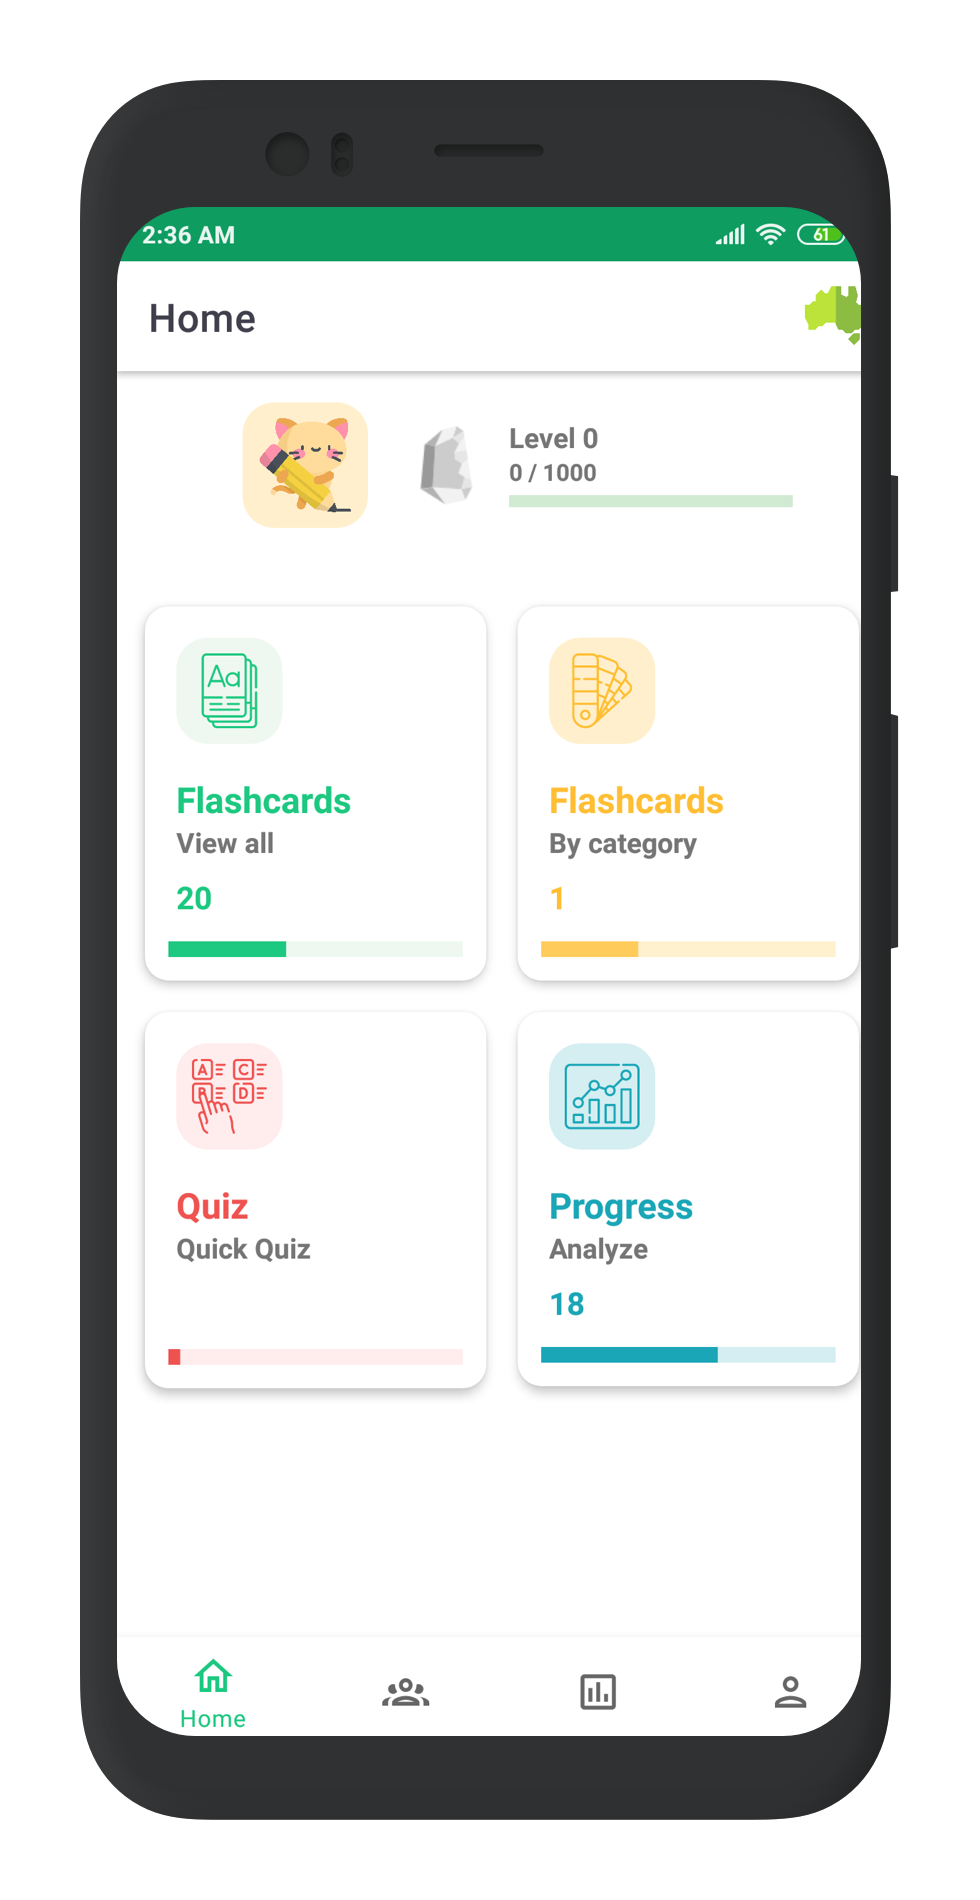 2:36 AM
61
Home
Level 0
0 / 1000
Aa
Flashcards
View all
20
Flashcards
By category
1
A C
B D
Quiz
Quick Quiz
Progress
Analyze
18
Home